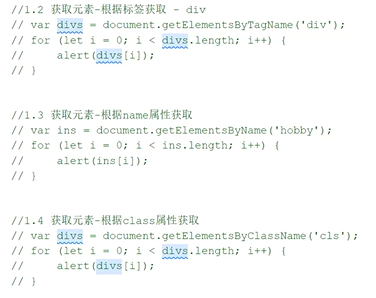 //1.2 获取元素-根据标签获取 - div
// var divs = document.getElementsByTagName('div');
// for (let i = 0; i < divs.length; i++) {
//     alert(divs[i]);
// }
//1.3 获取元素-根据name属性获取
// var ins = document.getElementsByName('hobby');
// for (let i = 0; i < ins.length; i++) {
//     alert(ins[i]);
// }
//1.4 获取元素-根据class属性获取
// var divs = document.getElementsByClassName('cls');
// for (let i = 0; i < divs.length; i++) {
//     alert(divs[i]);
// }